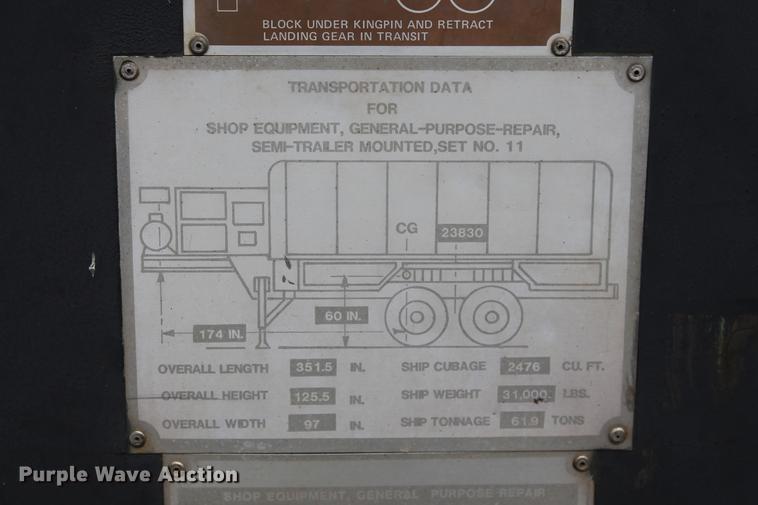 BLOCK UNDER KINGPIN AND RETRACT
LANDING GEAR IN TRANSIT
TRANSPORTATION DATA
FOR
SHOP EQUIPMENT, GENERAL-PURPOSE-REPAIR,
SEMI-TRAILER MOUNTED, SET NO. 11
CG
23830
60 IN.
174 IN.
OVERALL LENGTH 351.5 IN. SHIP CUBAGE 2476 CU. FT.
OVERALL HEIGHT 125.5 IN. SHIP WEIGHT 31,000. LBS.
OVERALL WIDTH 97 IN. SHIP TONNAGE 61.9 TONS
Purple Wave Auction
SHOP EQUIPMENT, GENERAL PURPOSE REPAIR